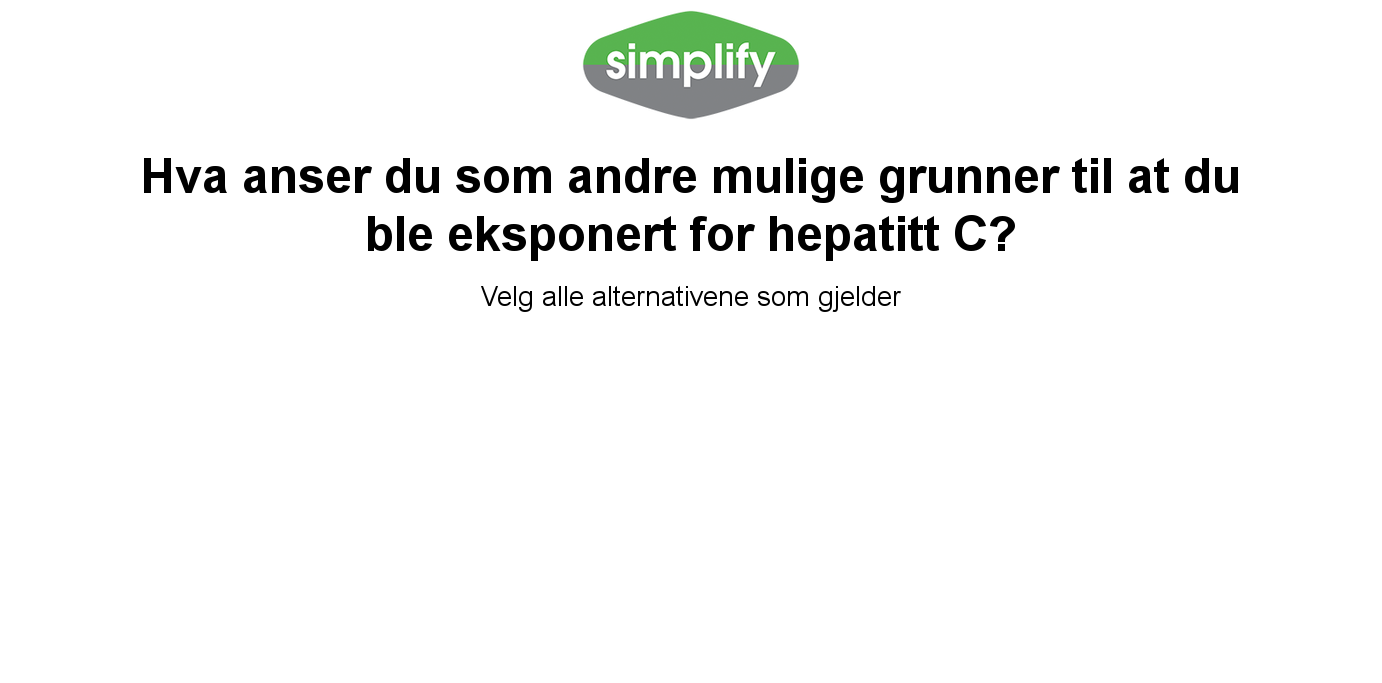 simplify
Hva anser du som andre mulige grunner til at du
ble eksponert for hepatitt C?
Velg alle alternativene som gjelder